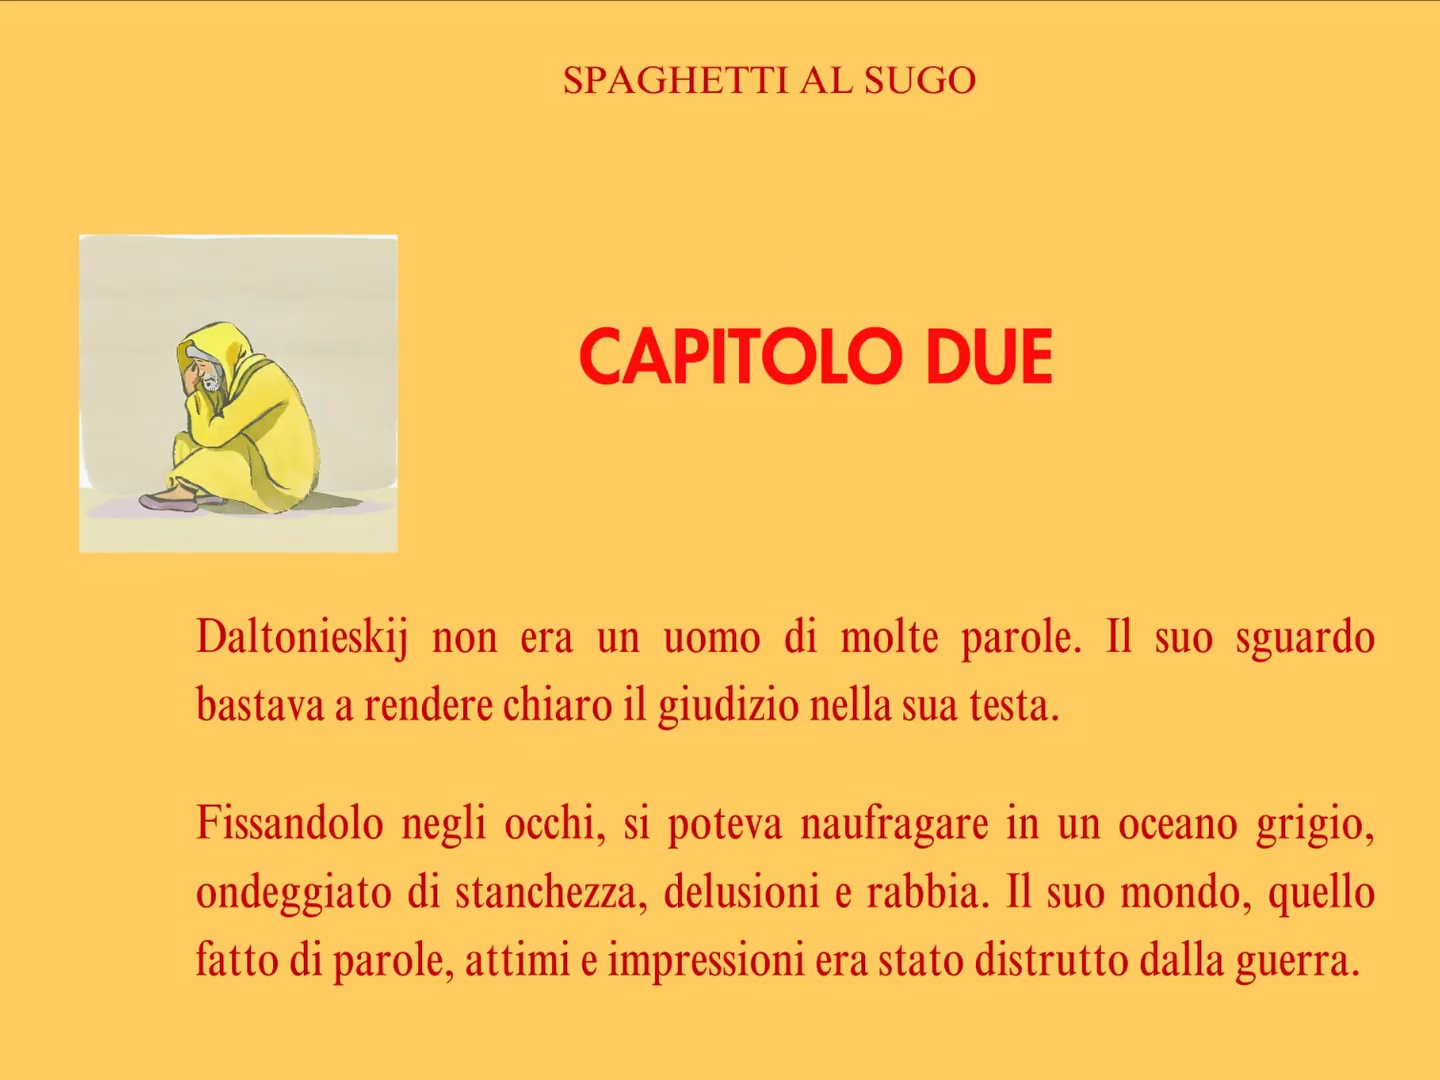 SPAGHETTI AL SUGO
CAPITOLO DUE
Daltonieskij non era un uomo di molte parole. Il suo sguardo
bastava a rendere chiaro il giudizio nella sua testa.
Fissandolo negli occhi, si poteva naufragare in un oceano grigio,
ondeggiato di stanchezza, delusioni e rabbia. Il suo mondo, quello
fatto di parole, attimi e impressioni era stato distrutto dalla guerra.